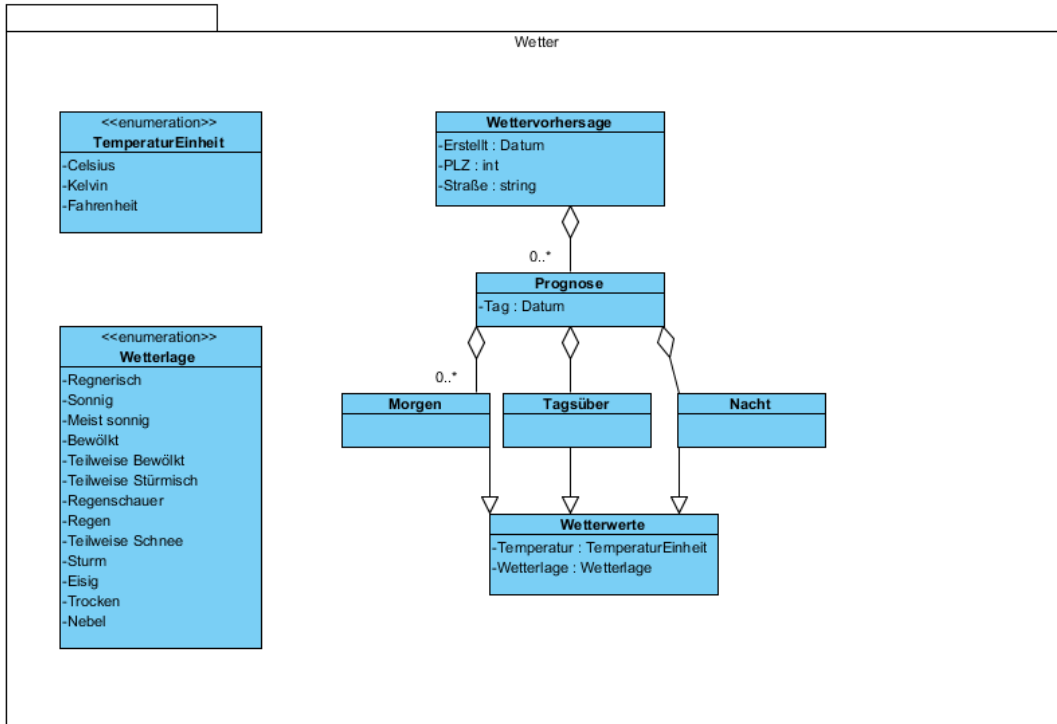 Wetter
<<enumeration>>
TemperaturEinheit
-Celsius
-Kelvin
-Fahrenheit
Wettervorhersage
-Erstellt : Datum
-PLZ : int
-Straße : string
0..*
Prognose
-Tag : Datum
<<enumeration>>
Wetterlage
-Regnerisch
-Sonnig
-Meist sonnig
-Bewölkt
-Teilweise Bewölkt
-Teilweise Stürmisch
-Regenschauer
-Regen
-Teilweise Schnee
-Sturm
-Eisig
-Trocken
-Nebel
0..*
Morgen
Tagsüber
Nacht
Wetterwerte
-Temperatur : TemperaturEinheit
-Wetterlage : Wetterlage